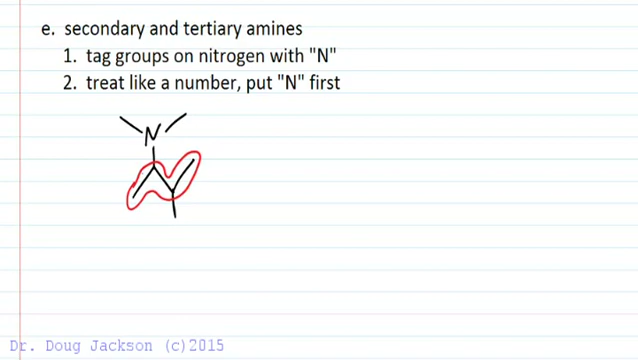 e. secondary and tertiary amines
1. tag groups on nitrogen with "N"
2. treat like a number, put "N" first
N
Dr. Doug Jackson (c)2015